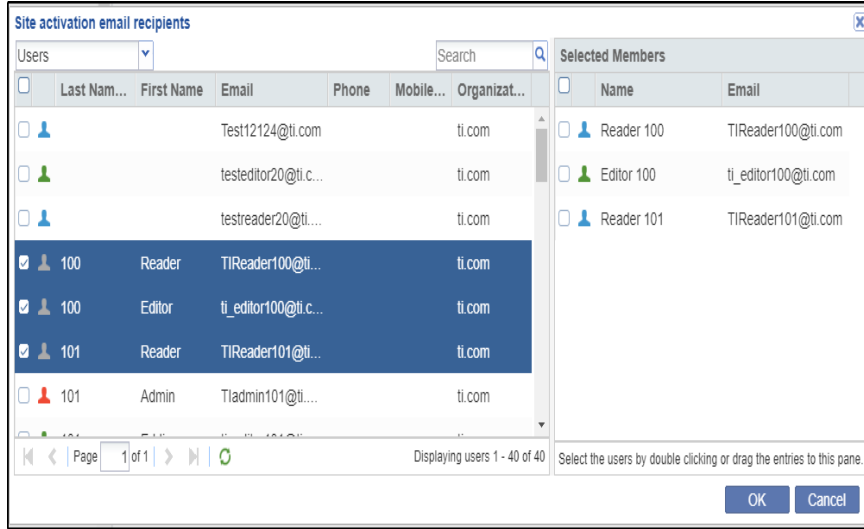 Site activation email recipients
Users Search Selected Members
Last Nam... First Name Email Phone Mobile... Organizat... Name Email
Test12124@ti.com ti.com Reader 100 TIReader100@ti.com
testeditor20@ti.c... ti.com Editor 100 ti_editor100@ti.com
testreader20@ti.... ti.com Reader 101 TIReader101@ti.com
100 Reader TIReader100@ti... ti.com
100 Editor ti_editor100@ti.c... ti.com
101 Reader TIReader101@ti... ti.com
101 Admin TIadmin101@ti.... ti.com
Page 1 of 1 Displaying users 1 - 40 of 40 Select the users by double clicking or drag the entries to this pane.
OK Cancel